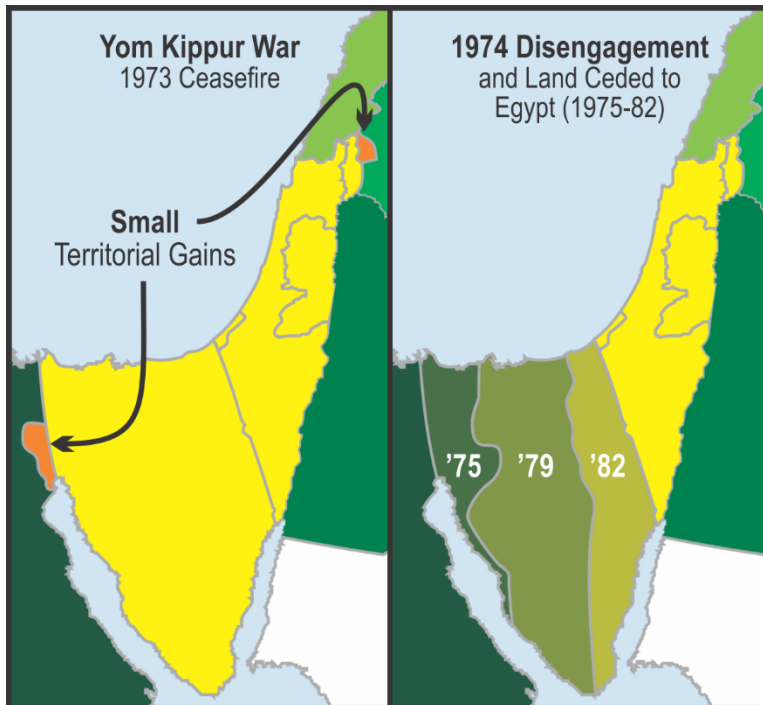 Yom Kippur War
1973 Ceasefire
Small
Territorial Gains
1974 Disengagement
and Land Ceded to
Egypt (1975-82)
’75
’79
’82